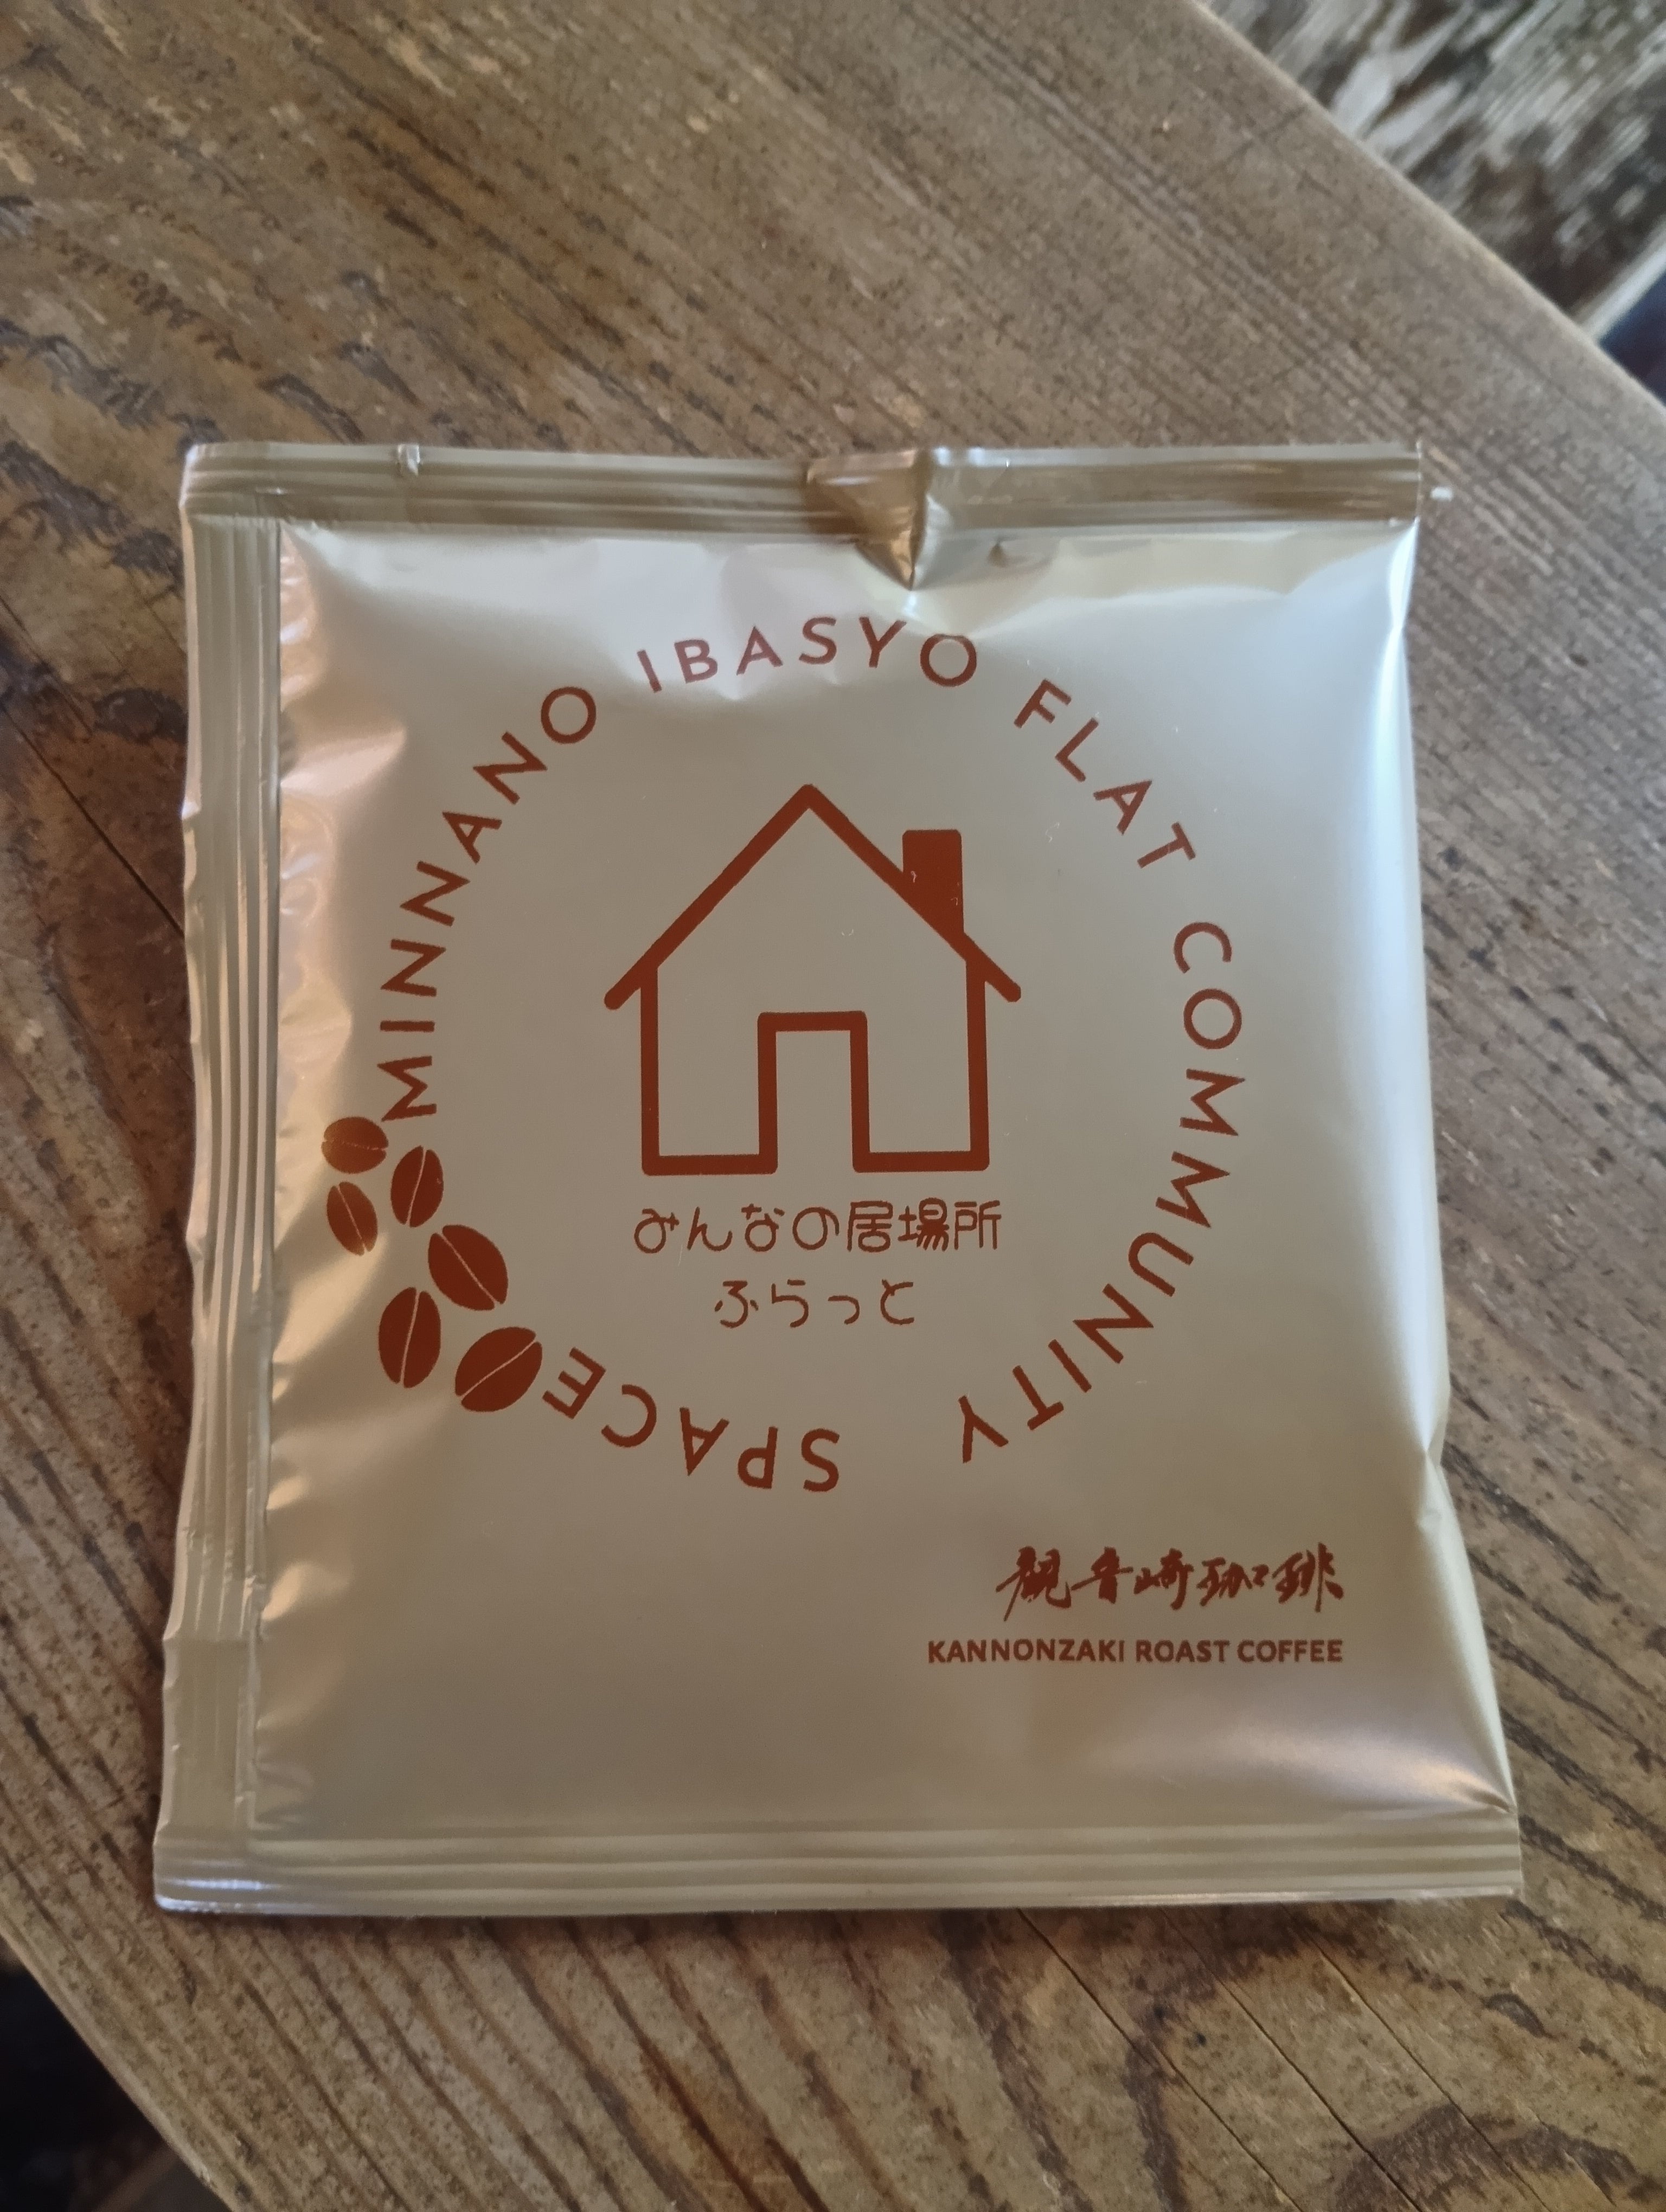 MINNANO IBASYO FLAT COMMUNITY SPACE
みんなの居場所
ふらっと
観音崎珈琲
KANNONZAKI ROAST COFFEE